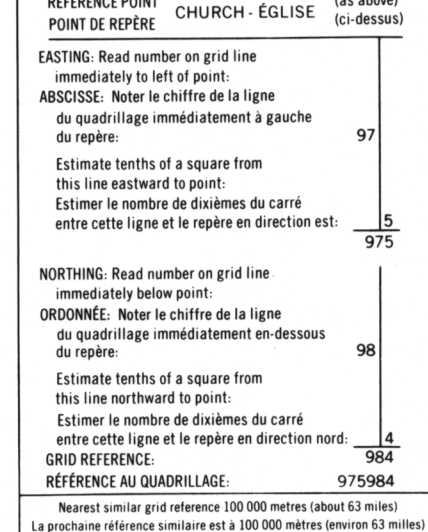 REFERENCE POINT
POINT DE REPÈRE
CHURCH - ÉGLISE
(as above)
(ci-dessus)
EASTING: Read number on grid line
immediately to left of point:
ABSCISSE: Noter le chiffre de la ligne
du quadrillage immédiatement à gauche
du repère: 97
Estimate tenths of a square from
this line eastward to point:
Estimer le nombre de dixièmes du carré
entre cette ligne et le repère en direction est: 5
975
NORTHING: Read number on grid line
immediately below point:
ORDONNÉE: Noter le chiffre de la ligne
du quadrillage immédiatement en-dessous
du repère: 98
Estimate tenths of a square from
this line northward to point:
Estimer le nombre de dixièmes du carré
entre cette ligne et le repère en direction nord: 4
GRID REFERENCE: 984
RÉFÉRENCE AU QUADRILLAGE: 975984
Nearest similar grid reference 100 000 metres (about 63 miles)
La prochaine référence similaire est à 100 000 mètres (environ 63 milles)